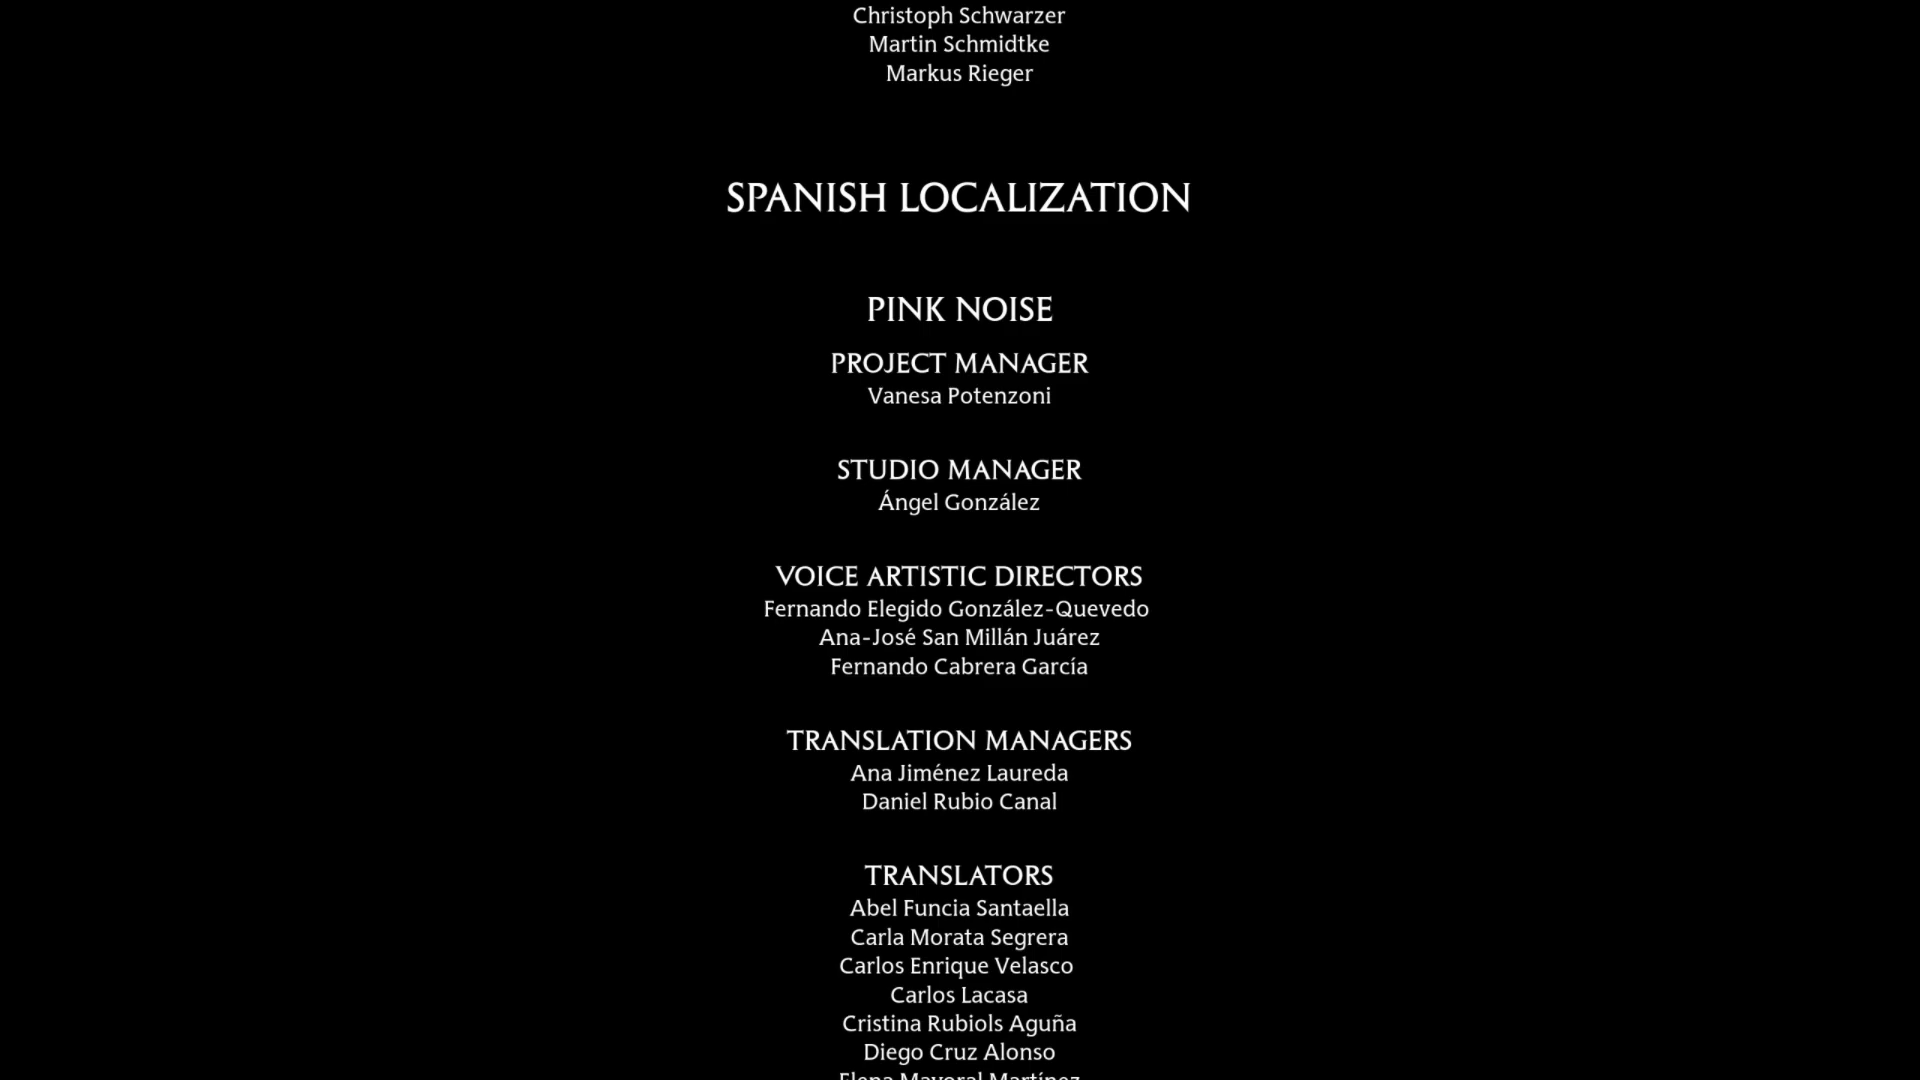 Christoph Schwarzer
Martin Schmidtke
Markus Rieger
SPANISH LOCALIZATION
PINK NOISE
PROJECT MANAGER
Vanesa Potenzoni
STUDIO MANAGER
Ángel González
VOICE ARTISTIC DIRECTORS
Fernando Elegido González-Quevedo
Ana-José San Millán Juárez
Fernando Cabrera García
TRANSLATION MANAGERS
Ana Jiménez Laureda
Daniel Rubio Canal
TRANSLATORS
Abel Funcia Santaella
Carla Morata Segrera
Carlos Enrique Velasco
Carlos Lacasa
Cristina Rubiols Aguña
Diego Cruz Alonso
Elena Mayoral Martínez